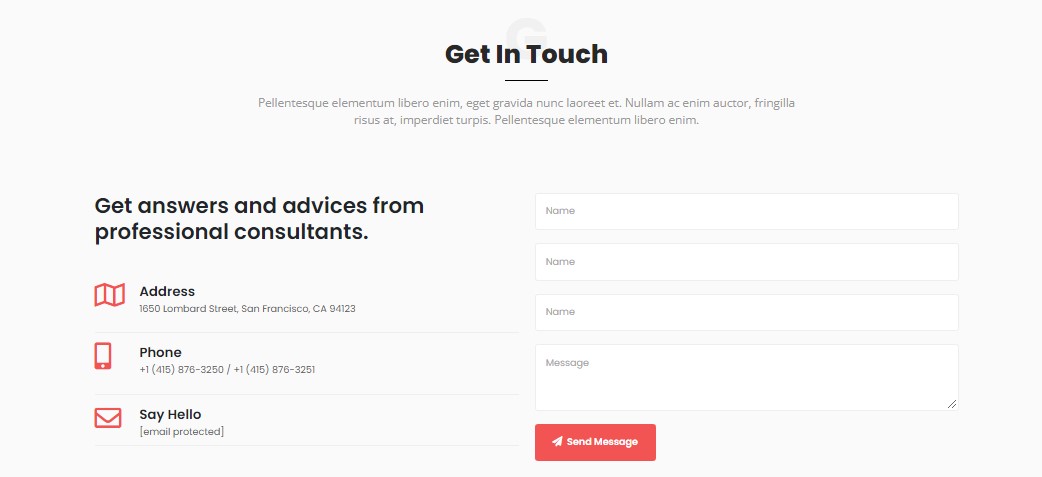 G
Get In Touch
Pellentesque elementum libero enim, eget gravida nunc laoreet et. Nullam ac enim auctor, fringilla
risus at, imperdiet turpis. Pellentesque elementum libero enim.
Get answers and advices from
professional consultants.
Address
1650 Lombard Street, San Francisco, CA 94123
Phone
+1 (415) 876-3250 / +1 (415) 876-3251
Say Hello
[email protected]
Name
Name
Name
Message
Send Message